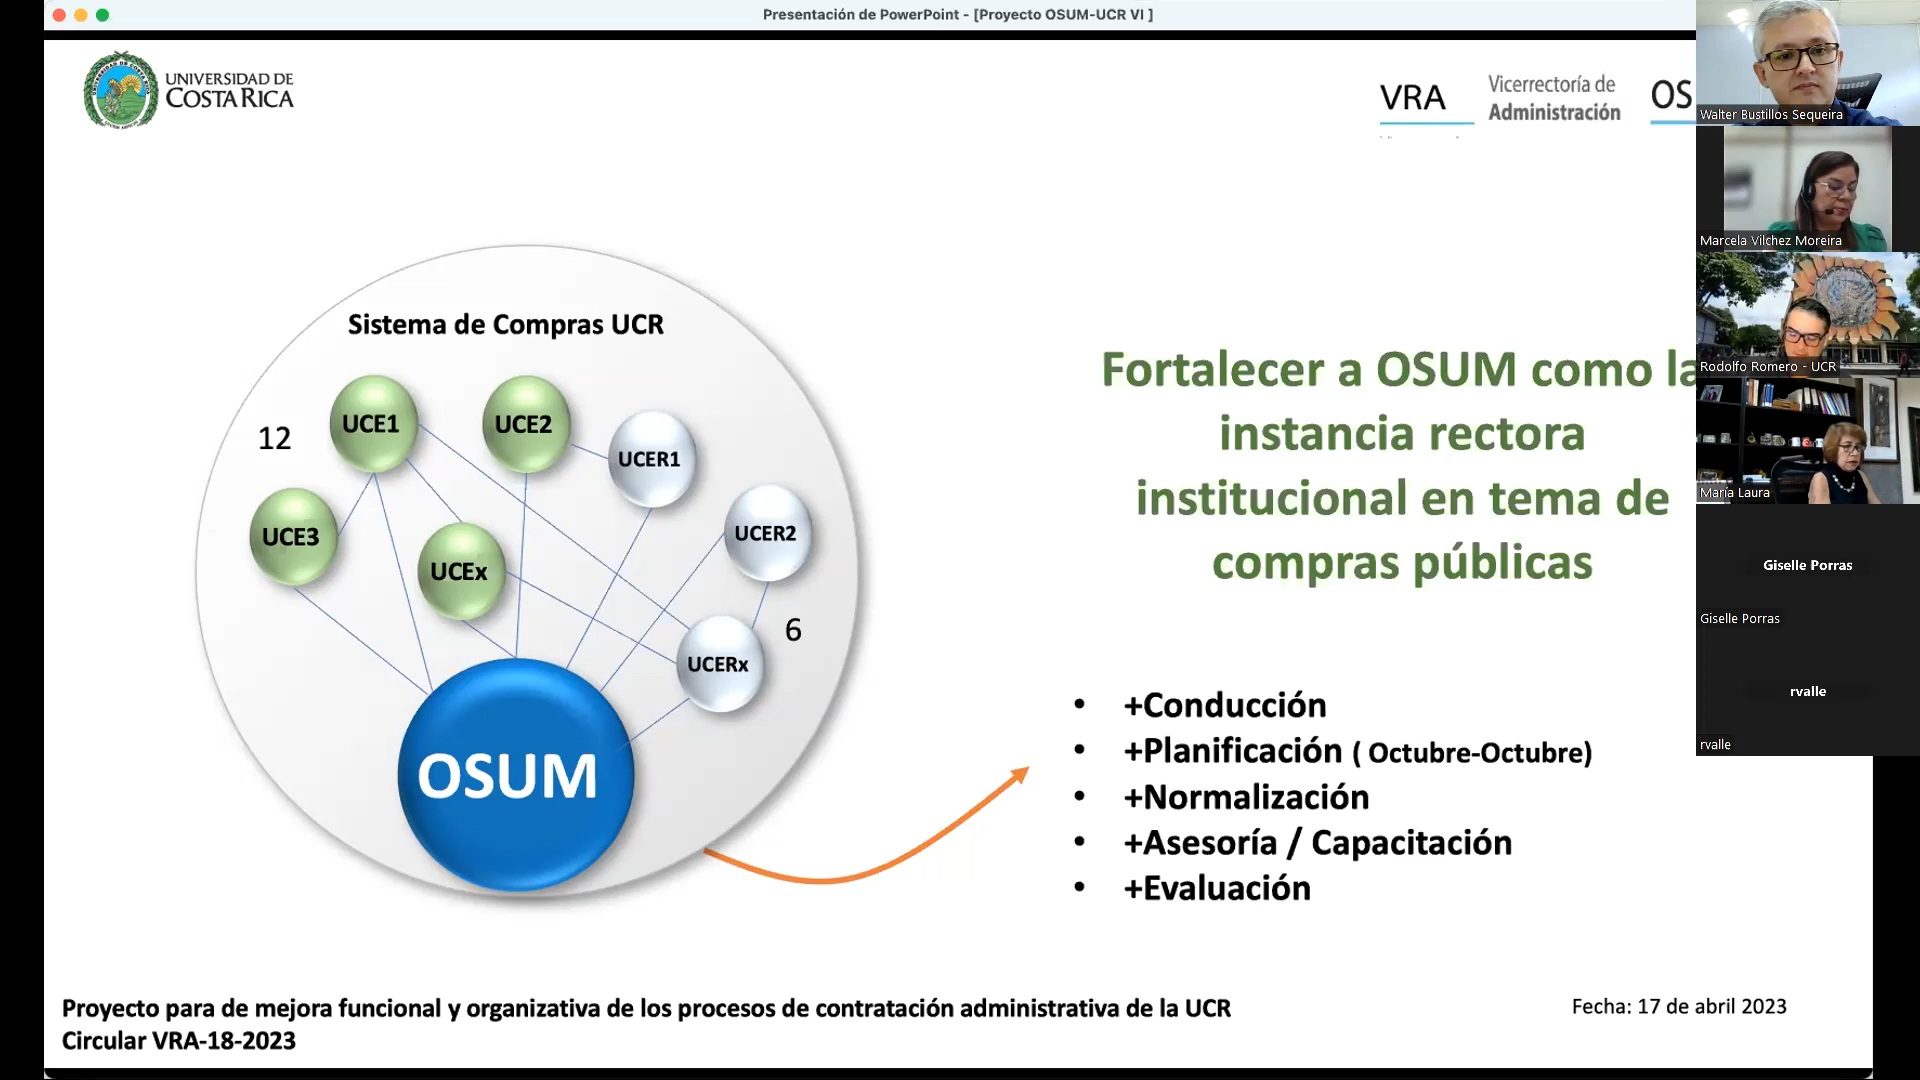 Presentación de PowerPoint - [Proyecto OSUM-UCR VI ]
UNIVERSIDAD DE
COSTA RICA
VRA
Vicerrectoría de
Administración
OS
Sistema de Compras UCR
12
UCE1
UCE2
UCER1
UCE3
UCEx
UCER2
UCERx
6
OSUM
Fortalecer a OSUM como la
instancia rectora
institucional en tema de
compras públicas
• +Conducción
• +Planificación ( Octubre-Octubre)
• +Normalización
• +Asesoría / Capacitación
• +Evaluación
Proyecto para de mejora funcional y organizativa de los procesos de contratación administrativa de la UCR
Circular VRA-18-2023
Fecha: 17 de abril 2023
Walter Bustillos Sequeira
Marcela Vilchez Moreira
Rodolfo Romero - UCR
María Laura
Giselle Porras
Giselle Porras
rvalle
rvalle